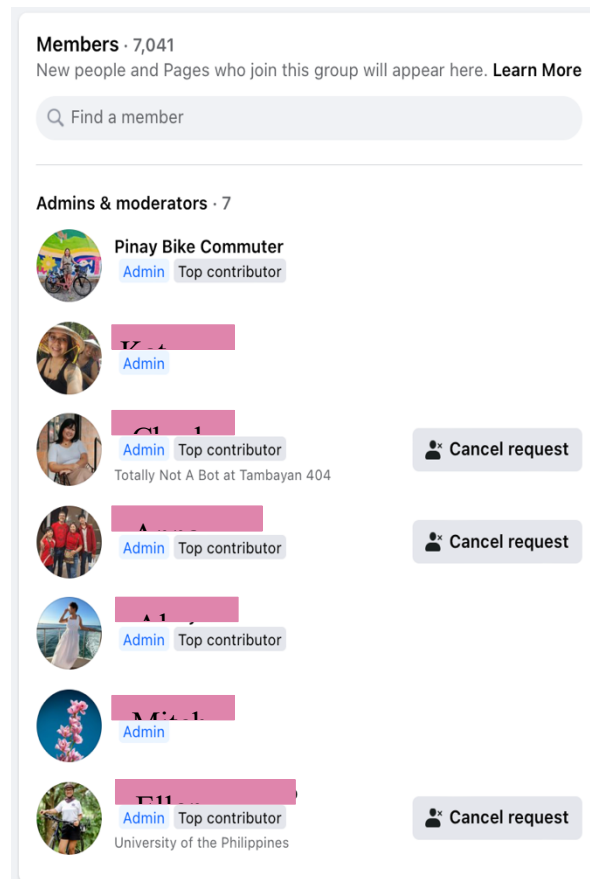 Members · 7,041
New people and Pages who join this group will appear here. Learn More
Find a member
Admins & moderators · 7
Pinay Bike Commuter
Admin Top contributor
Admin
Admin Top contributor
Cancel request
Totally Not A Bot at Tambayan 404
Admin Top contributor
Cancel request
Admin Top contributor
Admin
Admin Top contributor
Cancel request
University of the Philippines